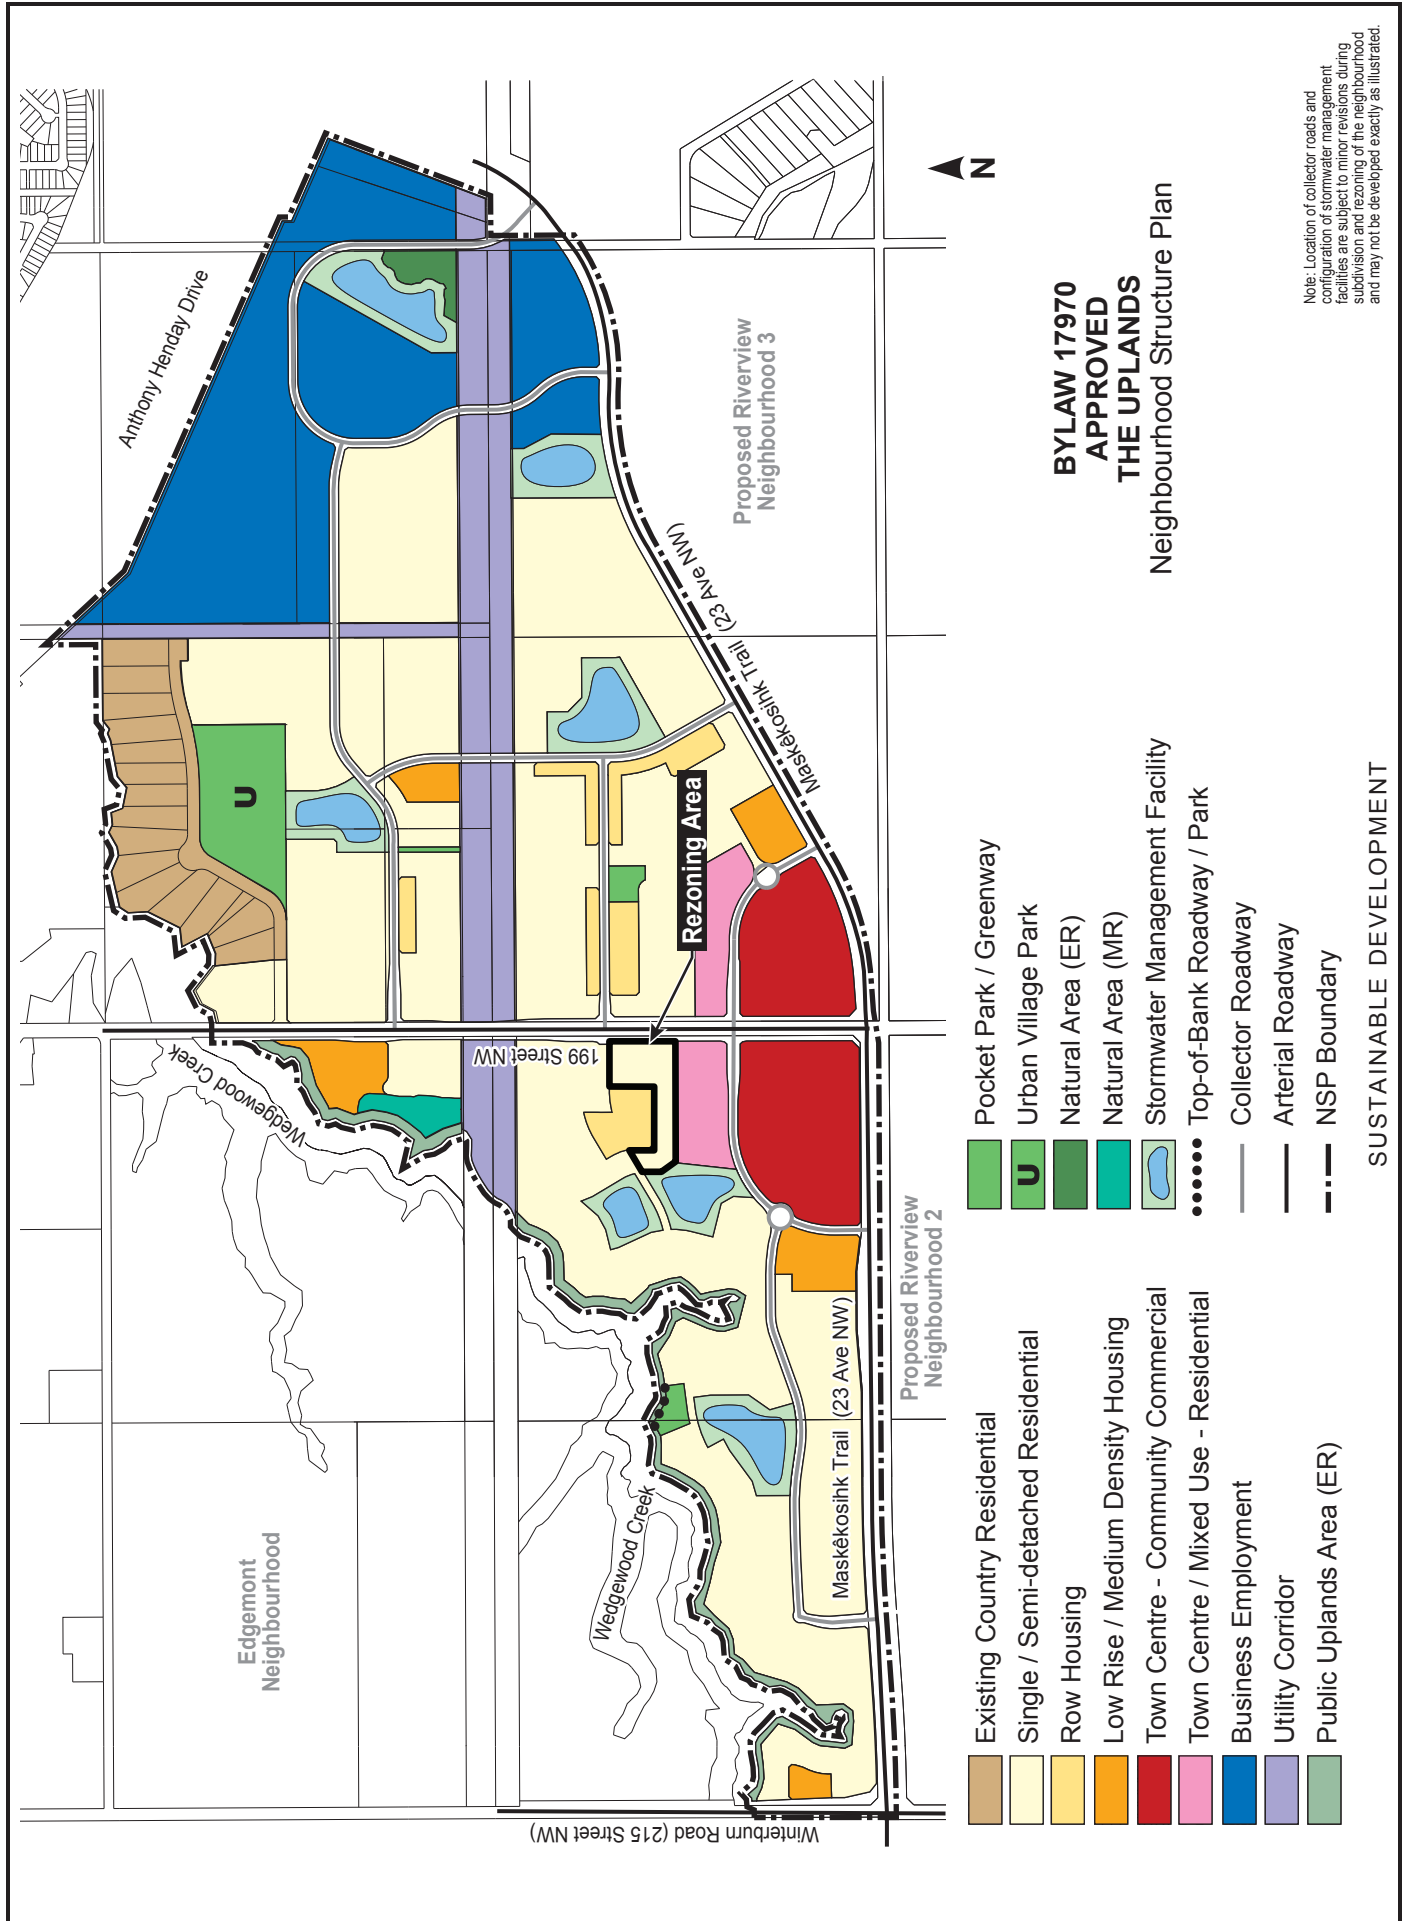 Anthony Henday Drive
Wedgewood Creek
U
199 Street NW
Rezoning Area
Edgemont
Neighbourhood
Wedgewood Creek
Maskêkosihk Trail (23 Ave NW)
Maskêkosihk Trail (23 Ave NW)
Winterburn Road (215 Street NW)
Proposed Riverview
Neighbourhood 2
Proposed Riverview
Neighbourhood 3
N
Existing Country Residential
Single / Semi-detached Residential
Row Housing
Low Rise / Medium Density Housing
Town Centre - Community Commercial
Town Centre / Mixed Use - Residential
Business Employment
Utility Corridor
Public Uplands Area (ER)
Pocket Park / Greenway
U
Urban Village Park
Natural Area (ER)
Natural Area (MR)
Stormwater Management Facility
Top-of-Bank Roadway / Park
Collector Roadway
Arterial Roadway
NSP Boundary
BYLAW 17970
APPROVED
THE UPLANDS
Neighbourhood Structure Plan
Note: Location of collector roads and
configuration of stormwater management
facilities are subject to minor revisions during
subdivision and rezoning of the neighbourhood
and may not be developed exactly as illustrated.
SUSTAINABLE DEVELOPMENT